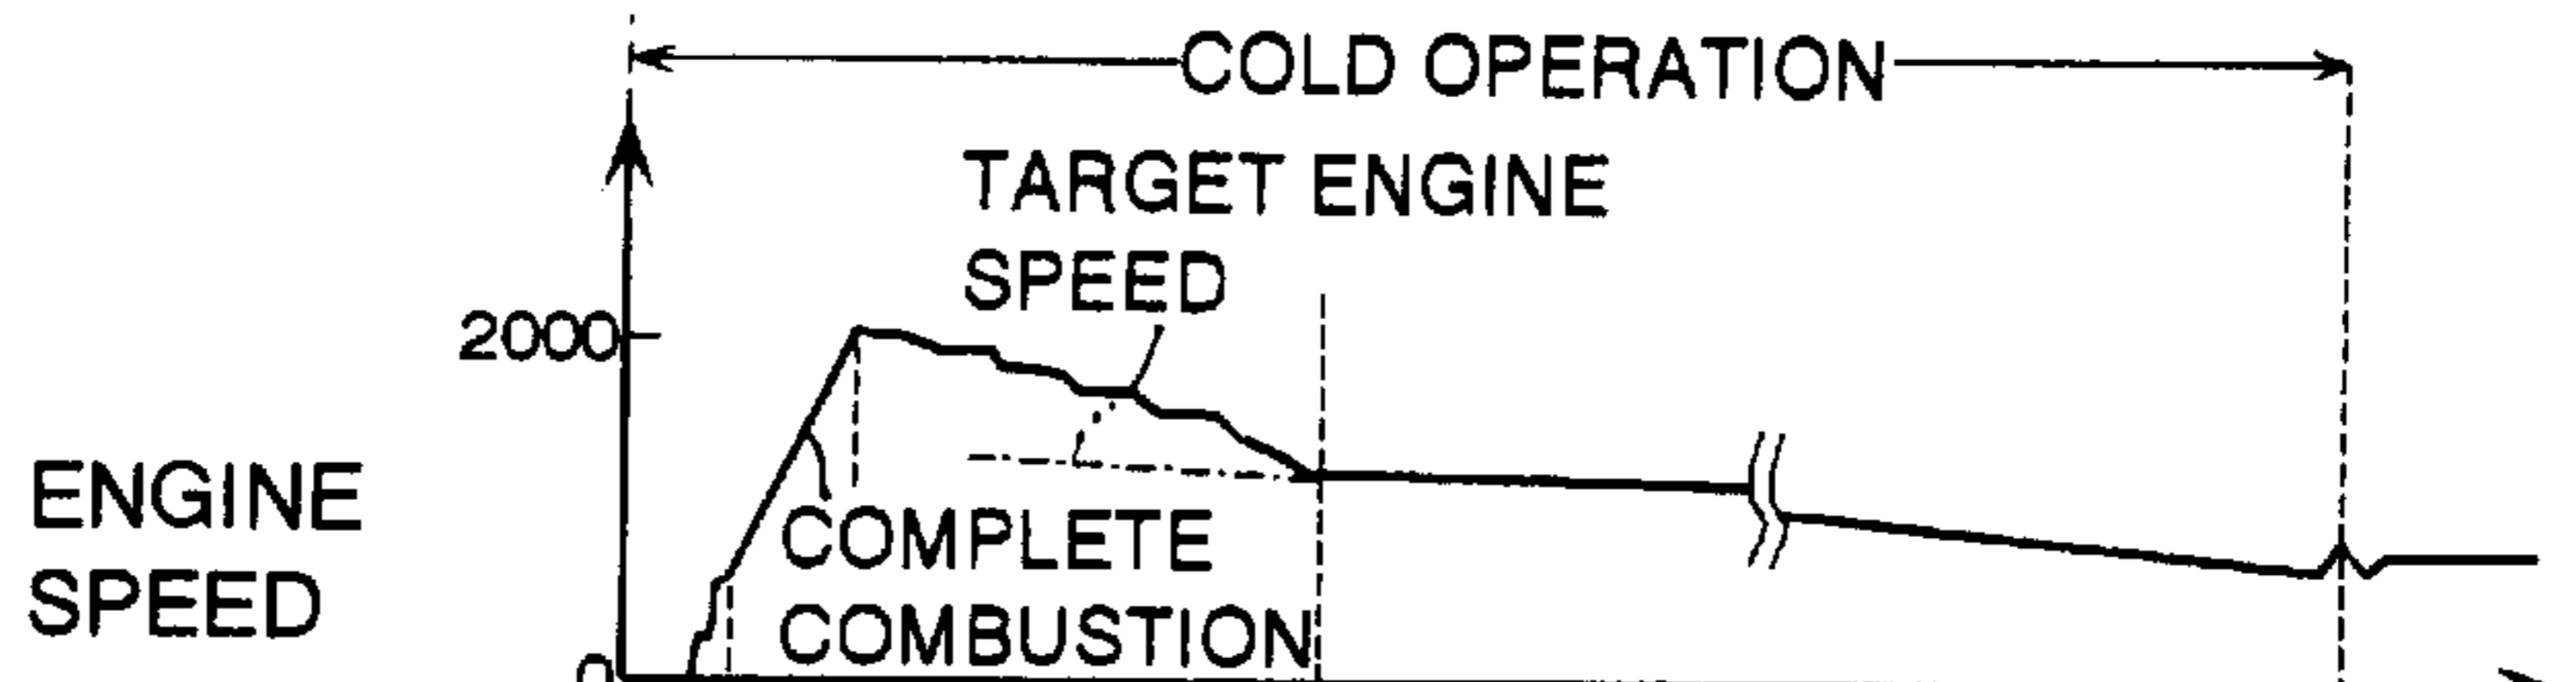 COLD OPERATION
TARGET ENGINE
SPEED
2000
ENGINE
SPEED
COMPLETE
COMBUSTION
0